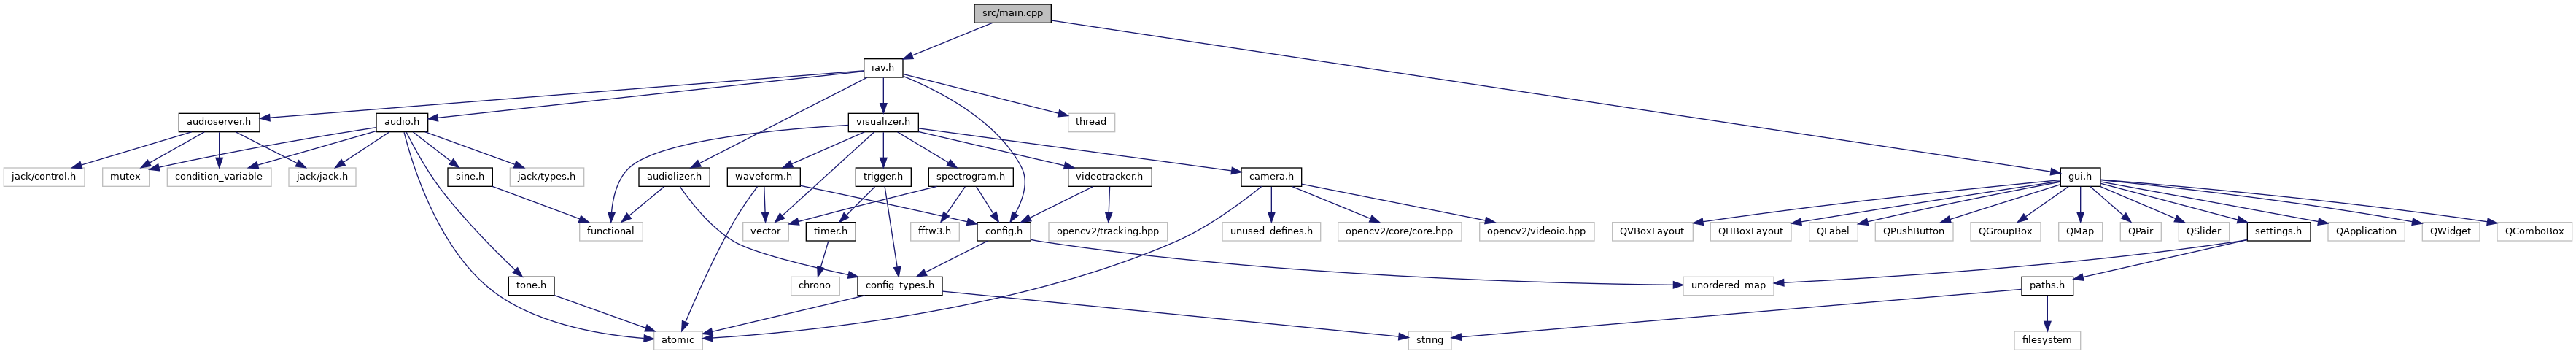 src/main.cpp
iav.h
audioserver.h
audio.h
visualizer.h
thread
jack/control.h
mutex
condition_variable
jack/jack.h
sine.h
jack/types.h
audiolizer.h
waveform.h
trigger.h
spectrogram.h
videotracker.h
camera.h
gui.h
functional
vector
timer.h
fftw3.h
config.h
opencv2/tracking.hpp
unused_defines.h
opencv2/core/core.hpp
opencv2/videoio.hpp
QVBoxLayout
QHBoxLayout
QLabel
QPushButton
QGroupBox
QMap
QPair
QSlider
settings.h
QApplication
QWidget
QComboBox
tone.h
chrono
config_types.h
unordered_map
paths.h
atomic
string
filesystem